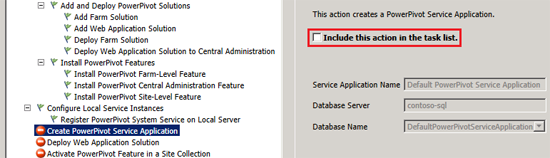 Add and Deploy PowerPivot Solutions
Add Farm Solution
Add Web Application Solution
Deploy Farm Solution
Deploy Web Application Solution to Central Administration
Install PowerPivot Features
Install PowerPivot Farm-Level Feature
Install PowerPivot Central Administration Feature
Install PowerPivot Site-Level Feature
Configure Local Service Instances
Register PowerPivot System Service on Local Server
Create PowerPivot Service Application
Deploy Web Application Solution
Activate PowerPivot Feature in a Site Collection
This action creates a PowerPivot Service Application.
Include this action in the task list.
Service Application Name
Default PowerPivot Service Application
Database Server
contoso-sql
Database Name
DefaultPowerPivotServiceApplication